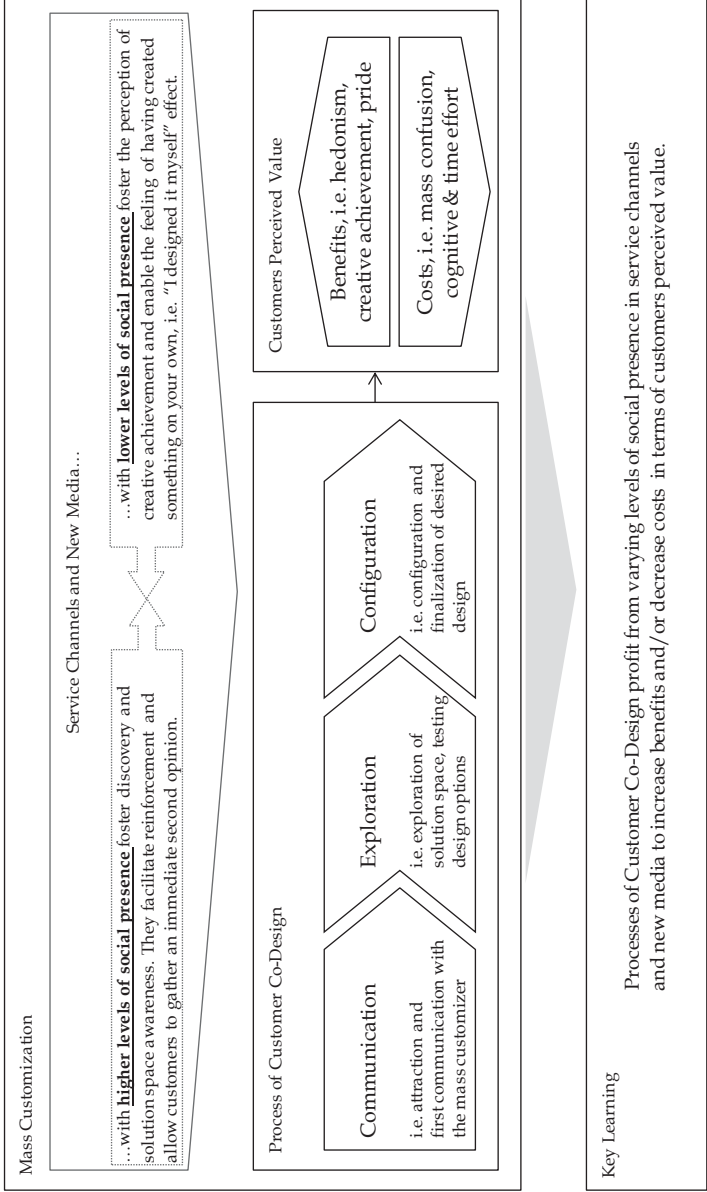 Mass Customization
Service Channels and New Media…
…with higher levels of social presence foster discovery and
solution space awareness. They facilitate reinforcement and
allow customers to gather an immediate second opinion.
…with lower levels of social presence foster the perception of
creative achievement and enable the feeling of having created
something on your own, i.e. “I designed it myself” effect.
Process of Customer Co-Design
Communication
i.e. attraction and
first communication with
the mass customizer
Exploration
i.e. exploration of
solution space, testing
design options
Configuration
i.e. configuration and
finalization of desired
design
Customers Perceived Value
Benefits, i.e. hedonism,
creative achievement, pride
Costs, i.e. mass confusion,
cognitive & time effort
Key Learning
Processes of Customer Co-Design profit from varying levels of social presence in service channels
and new media to increase benefits and/or decrease costs in terms of customers perceived value.